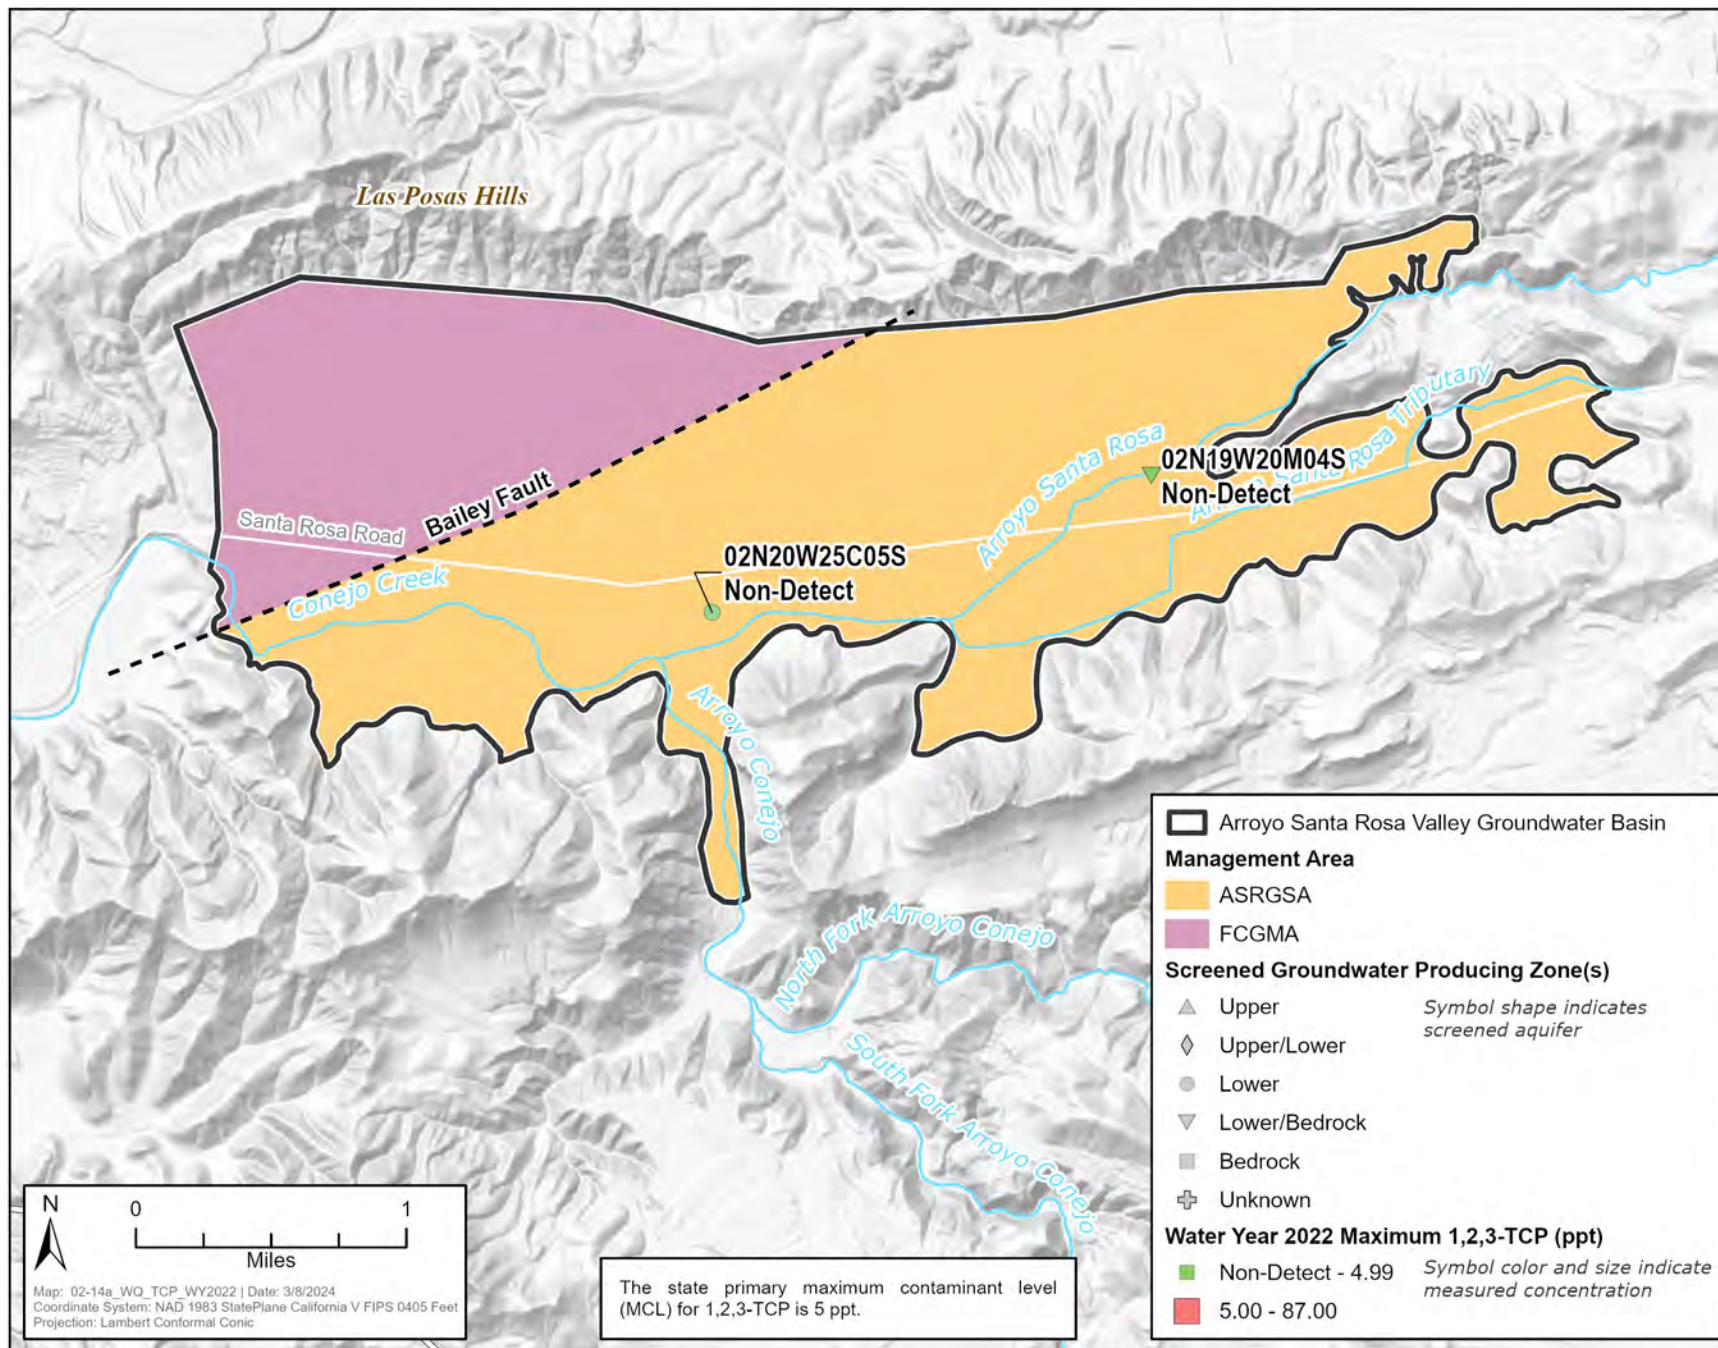 Las Posas Hills
Bailey Fault
Santa Rosa Road
Conejo Creek
02N20W25C05S
Non-Detect
Arroyo Santa Rosa
02N19W20M04S
Non-Detect
Arroyo Santa Rosa Tributary
Arroyo Conejo
North Fork Arroyo Conejo
South Fork Arroyo Conejo
Arroyo Santa Rosa Valley Groundwater Basin
Management Area
ASRGSA
FCGMA
Screened Groundwater Producing Zone(s)
Upper
Symbol shape indicates
screened aquifer
Upper/Lower
Lower
Lower/Bedrock
Bedrock
Unknown
Water Year 2022 Maximum 1,2,3-TCP (ppt)
Non-Detect - 4.99
Symbol color and size indicate
measured concentration
5.00 - 87.00
N
0 1
Miles
Map: 02-14a_WQ_TCP_WY2022 | Date: 3/8/2024
Coordinate System: NAD 1983 StatePlane California V FIPS 0405 Feet
Projection: Lambert Conformal Conic
The state primary maximum contaminant level
(MCL) for 1,2,3-TCP is 5 ppt.